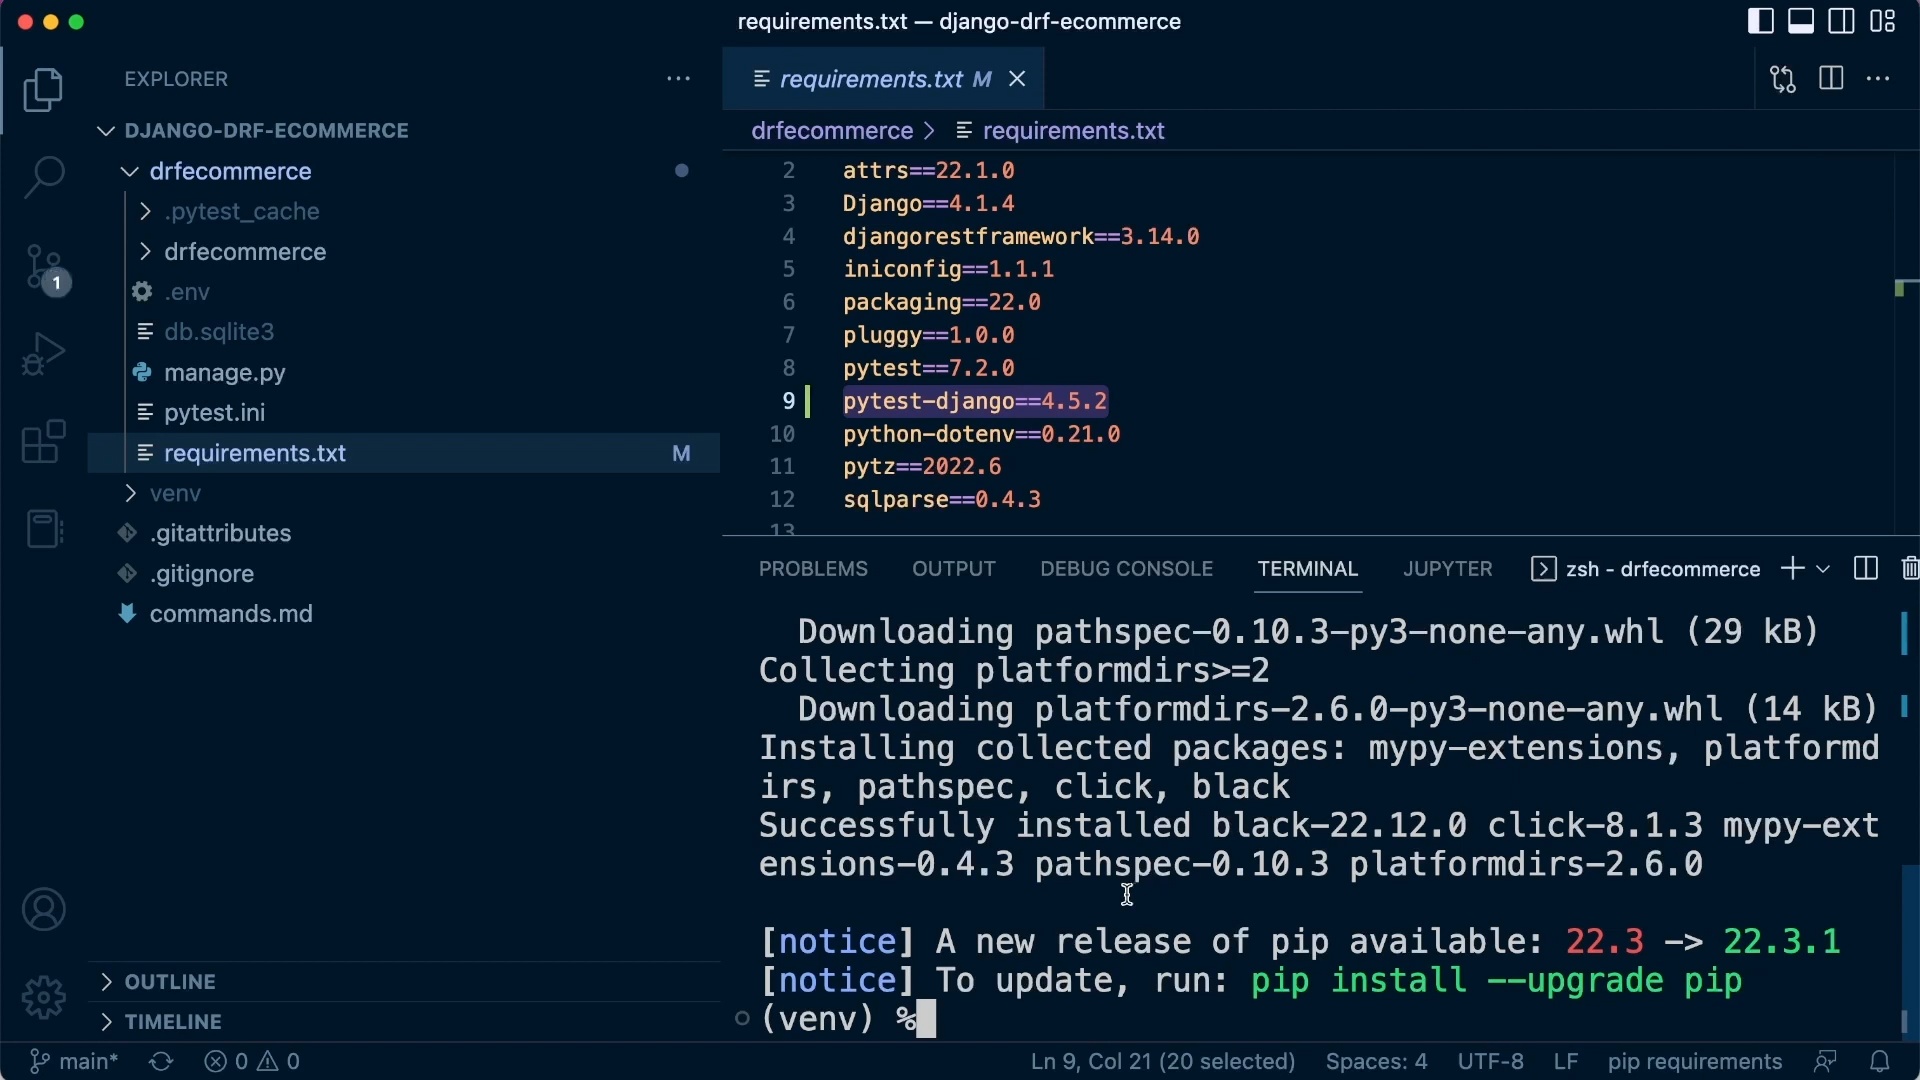 requirements.txt — django-drf-ecommerce
EXPLORER
DJANGO-DRF-ECOMMERCE
drfecommerce
.pytest_cache
drfecommerce
.env
db.sqlite3
manage.py
pytest.ini
requirements.txt M
venv
.gitattributes
.gitignore
commands.md
OUTLINE
TIMELINE
1
requirements.txt M
drfecommerce > requirements.txt
2 attrs==22.1.0
3 Django==4.1.4
4 djangorestframework==3.14.0
5 iniconfig==1.1.1
6 packaging==22.0
7 pluggy==1.0.0
8 pytest==7.2.0
9 pytest-django==4.5.2
10 python-dotenv==0.21.0
11 pytz==2022.6
12 sqlparse==0.4.3
13
PROBLEMS OUTPUT DEBUG CONSOLE TERMINAL JUPYTER zsh - drfecommerce
Downloading pathspec-0.10.3-py3-none-any.whl (29 kB)
Collecting platformdirs>=2
Downloading platformdirs-2.6.0-py3-none-any.whl (14 kB)
Installing collected packages: mypy-extensions, platformd
irs, pathspec, click, black
Successfully installed black-22.12.0 click-8.1.3 mypy-ext
ensions-0.4.3 pathspec-0.10.3 platformdirs-2.6.0
[notice] A new release of pip available: 22.3 -> 22.3.1
[notice] To update, run: pip install --upgrade pip
(venv) %
main* 0 0 Ln 9, Col 21 (20 selected) Spaces: 4 UTF-8 LF pip requirements